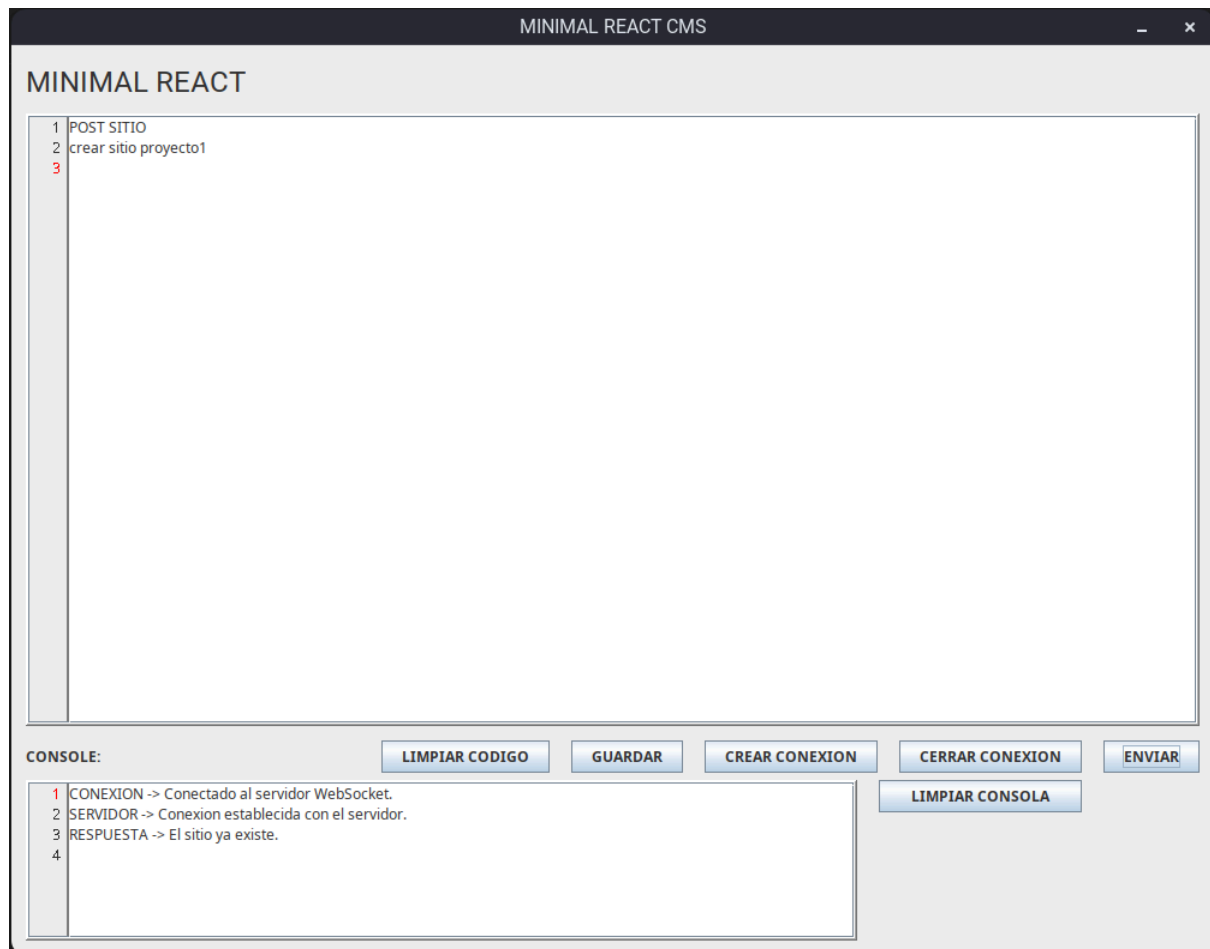 MINIMAL REACT CMS
MINIMAL REACT
1 POST SITIO
2 crear sitio proyecto1
3
CONSOLE: LIMPIAR CODIGO GUARDAR CREAR CONEXION CERRAR CONEXION ENVIAR
1 CONEXION -> Conectado al servidor WebSocket. LIMPIAR CONSOLA
2 SERVIDOR -> Conexion establecida con el servidor.
3 RESPUESTA -> El sitio ya existe.
4